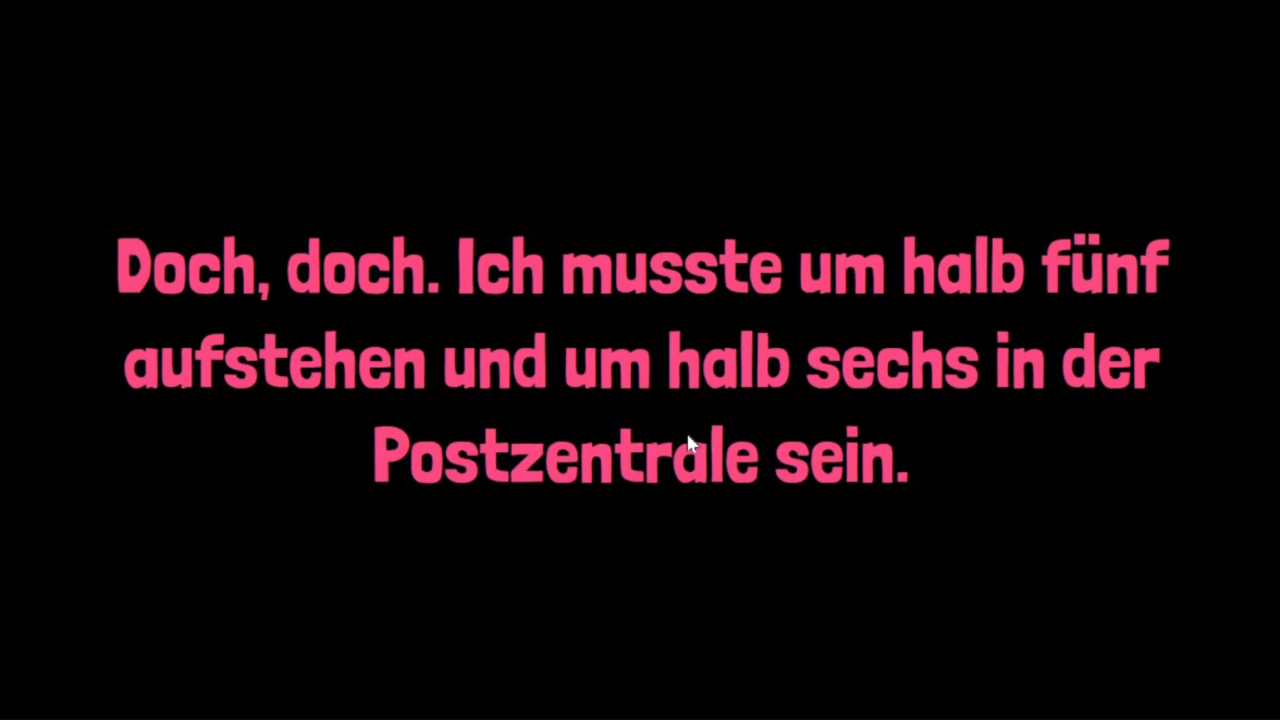 Doch, doch. Ich musste um halb fünf
aufstehen und um halb sechs in der
Postzentrale sein.